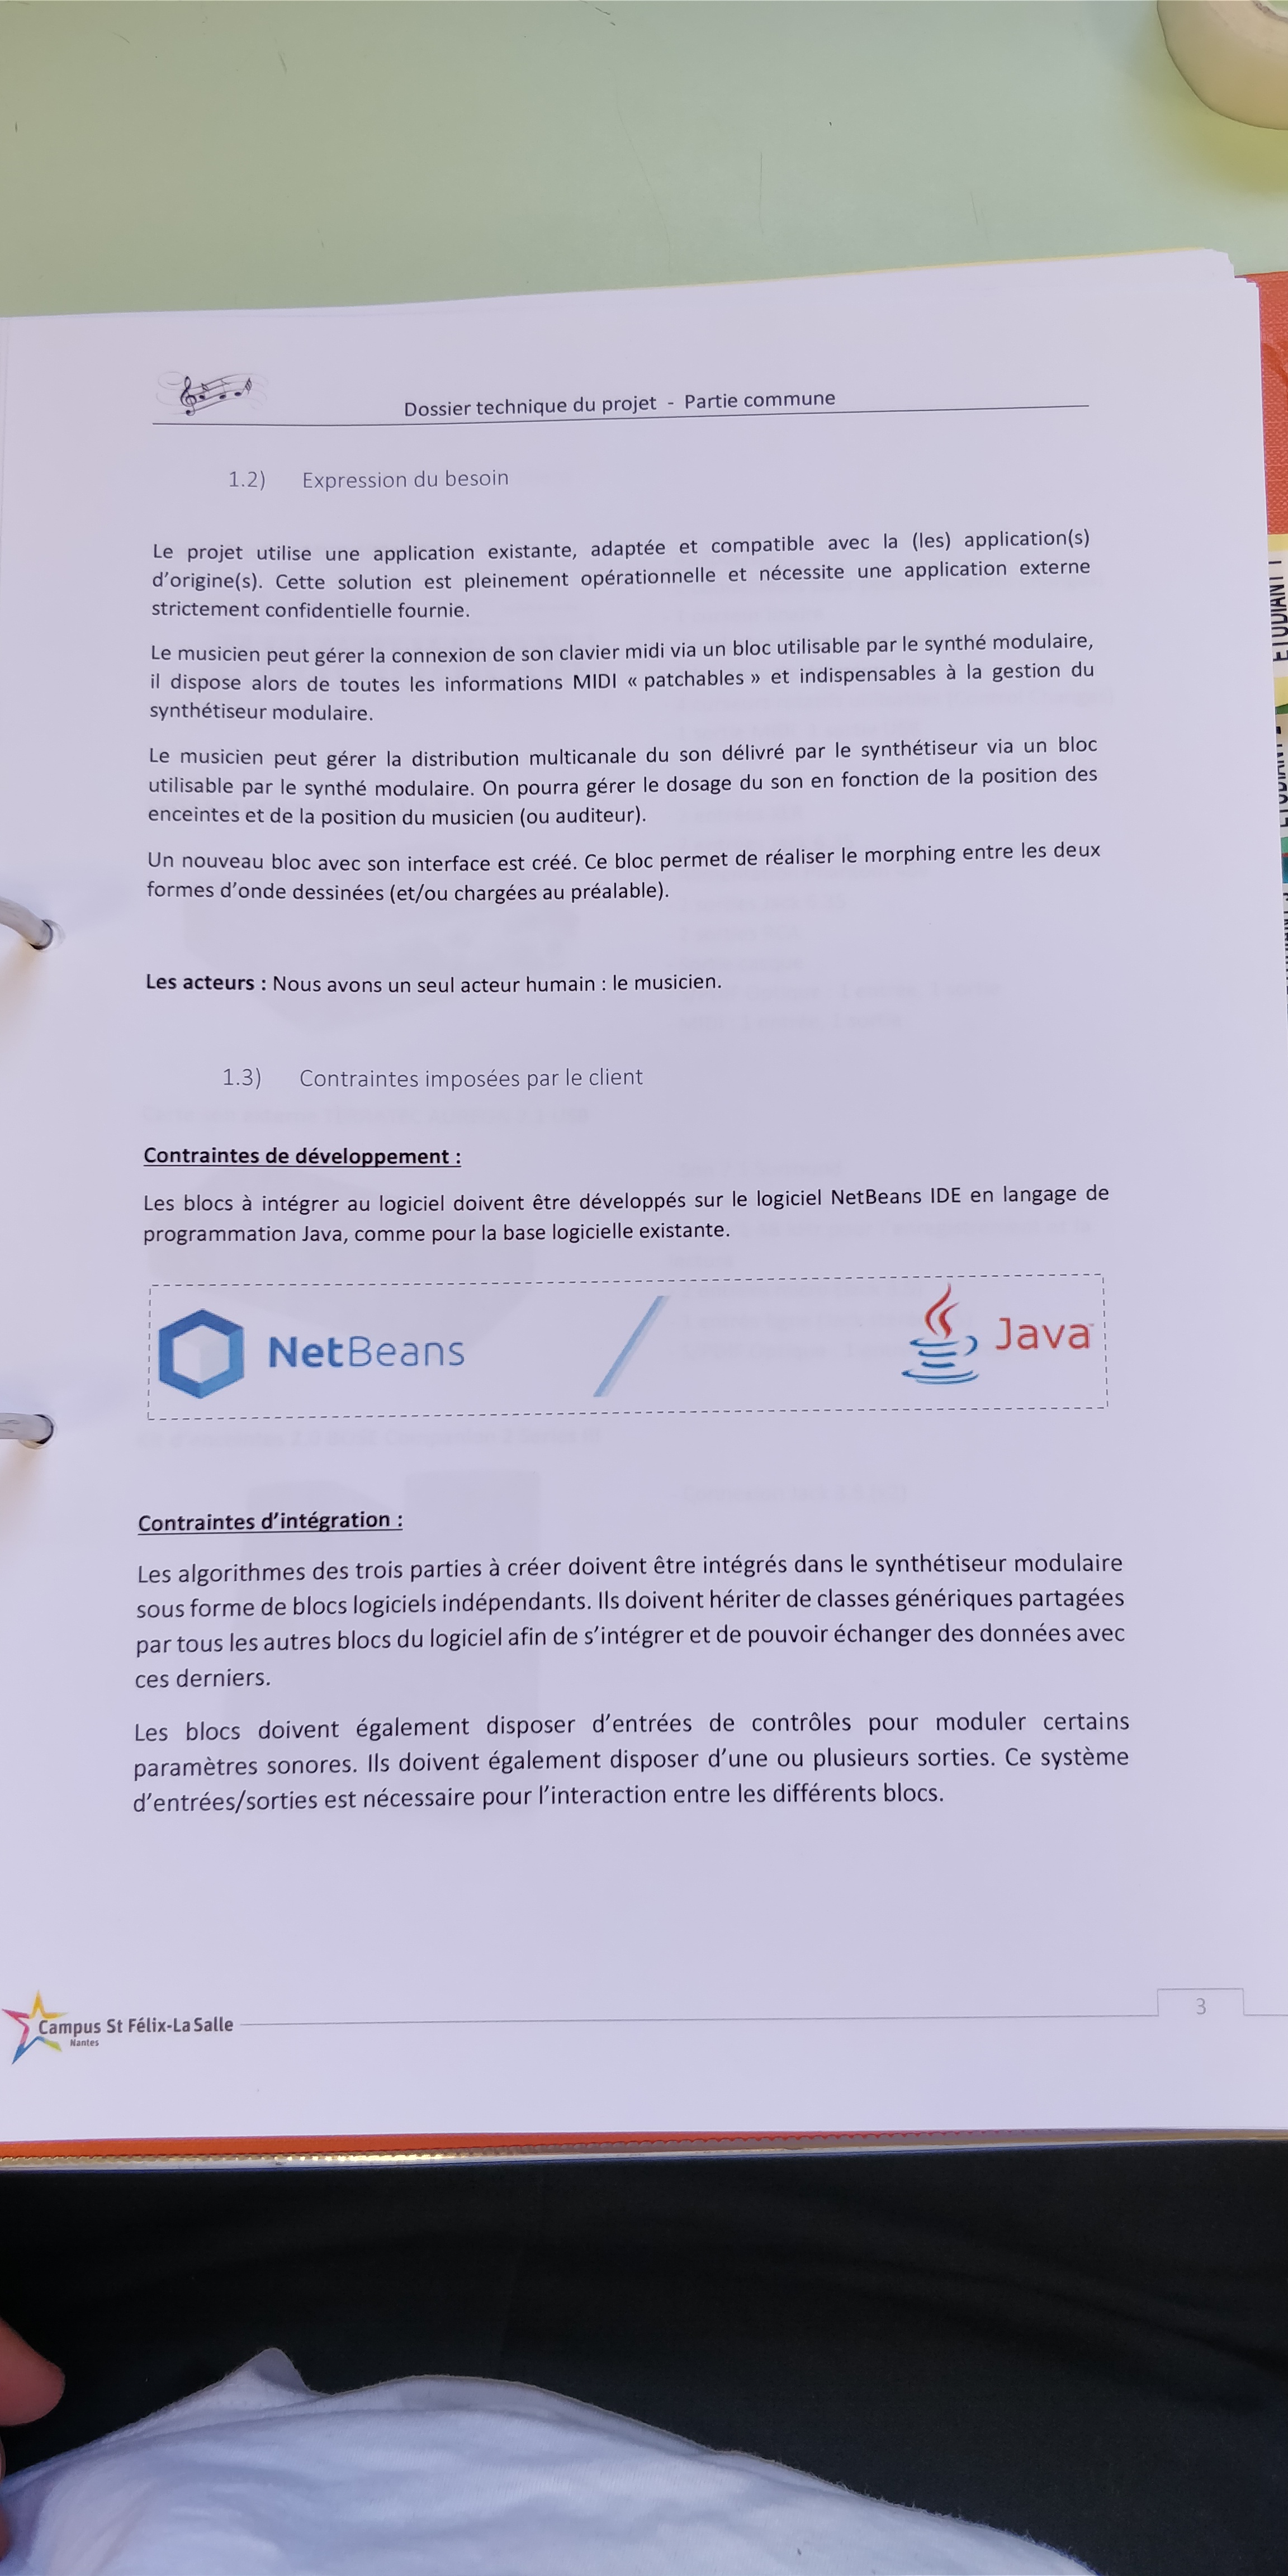 Dossier technique du projet - Partie commune
1.2) Expression du besoin
Le projet utilise une application existante, adaptée et compatible avec la (les) application(s)
d'origine(s). Cette solution est pleinement opérationnelle et nécessite une application externe
strictement confidentielle fournie.
Le musicien peut gérer la connexion de son clavier midi via un bloc utilisable par le synthé modulaire,
il dispose alors de toutes les informations MIDI « patchables » et indispensables à la gestion du
synthétiseur modulaire.
Le musicien peut gérer la distribution multicanale du son délivré par le synthétiseur via un bloc
utilisable par le synthé modulaire. On pourra gérer le dosage du son en fonction de la position des
enceintes et de la position du musicien (ou auditeur).
Un nouveau bloc avec son interface est créé. Ce bloc permet de réaliser le morphing entre les deux
formes d'onde dessinées (et/ou chargées au préalable).
Les acteurs : Nous avons un seul acteur humain : le musicien.
1.3) Contraintes imposées par le client
Contraintes de développement :
Les blocs à intégrer au logiciel doivent être développés sur le logiciel NetBeans IDE en langage de
programmation Java, comme pour la base logicielle existante.
NetBeans / Java
Contraintes d'intégration :
Les algorithmes des trois parties à créer doivent être intégrés dans le synthétiseur modulaire
sous forme de blocs logiciels indépendants. Ils doivent hériter de classes génériques partagées
par tous les autres blocs du logiciel afin de s'intégrer et de pouvoir échanger des données avec
ces derniers.
Les blocs doivent également disposer d'entrées de contrôles pour moduler certains
paramètres sonores. Ils doivent également disposer d'une ou plusieurs sorties. Ce système
d'entrées/sorties est nécessaire pour l'interaction entre les différents blocs.
Campus St Félix-La Salle
Nantes
3
ETUDIANT 1